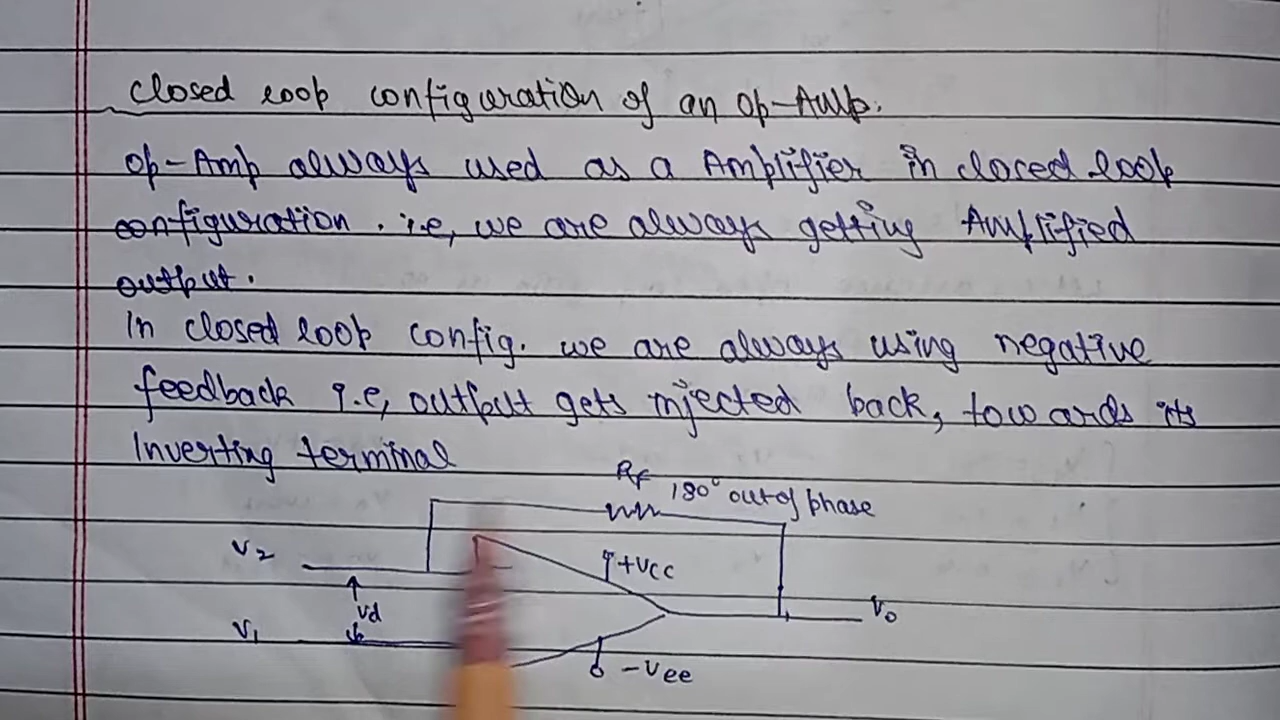 Closed loop configuration of an op-Amp.
Op-Amp always used as a Amplifier in closed loop
configuration. i.e, we are always getting Amplified
output.
In closed loop config. we are always using negative
feedback i.e, output gets injected back, towards its
Inverting terminal
Rf 180° out of phase
V2
+Vcc
Vd
Vo
V1
-Vee